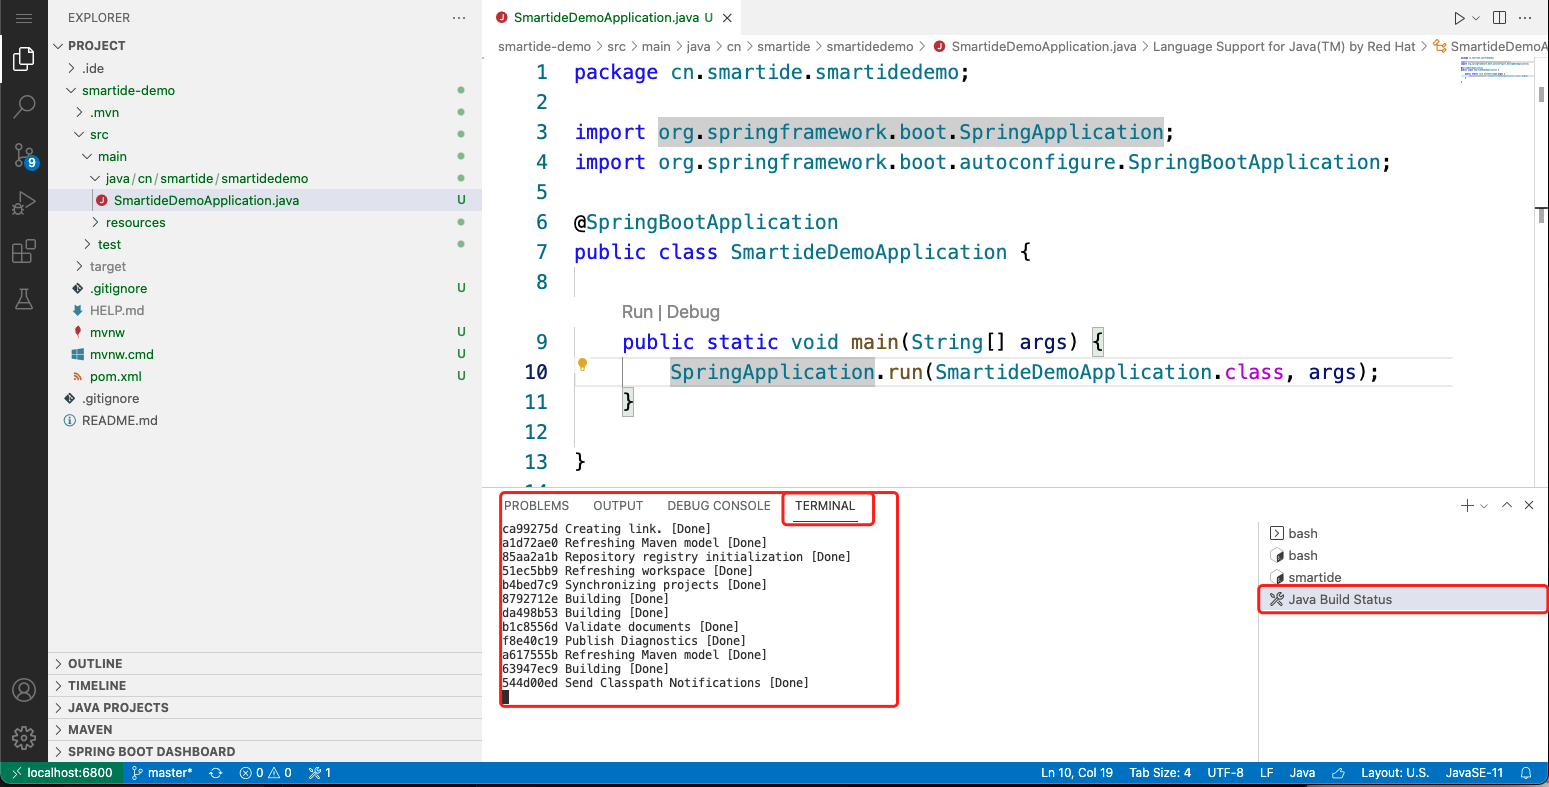 EXPLORER
PROJECT
.ide
smartide-demo
.mvn
src
main
java/cn/smartide/smartidedemo
SmartideDemoApplication.java U
resources
test
target
.gitignore U
HELP.md
mvnw U
mvnw.cmd U
pom.xml U
.gitignore
README.md
OUTLINE
TIMELINE
JAVA PROJECTS
MAVEN
SPRING BOOT DASHBOARD
9
SmartideDemoApplication.java U
smartide-demo > src > main > java > cn > smartide > smartidedemo > SmartideDemoApplication.java > Language Support for Java(TM) by Red Hat > SmartideDemoA
1 package cn.smartide.smartidedemo;
2
3 import org.springframework.boot.SpringApplication;
4 import org.springframework.boot.autoconfigure.SpringBootApplication;
5
6 @SpringBootApplication
7 public class SmartideDemoApplication {
8
Run | Debug
9 public static void main(String[] args) {
10 SpringApplication.run(SmartideDemoApplication.class, args);
11 }
12
13 }
PROBLEMS OUTPUT DEBUG CONSOLE TERMINAL
ca99275d Creating link. [Done]
a1d72ae0 Refreshing Maven model [Done]
85aa2a1b Repository registry initialization [Done]
51ec5bb9 Refreshing workspace [Done]
b4bed7c9 Synchronizing projects [Done]
8792712e Building [Done]
da498b53 Building [Done]
b1c8556d Validate documents [Done]
f8e40c19 Publish Diagnostics [Done]
a617555b Refreshing Maven model [Done]
63947ec9 Building [Done]
544d00ed Send Classpath Notifications [Done]
bash
bash
smartide
Java Build Status
localhost:6800 master* 0 0 1 Ln 10, Col 19 Tab Size: 4 UTF-8 LF Java Layout: U.S. JavaSE-11